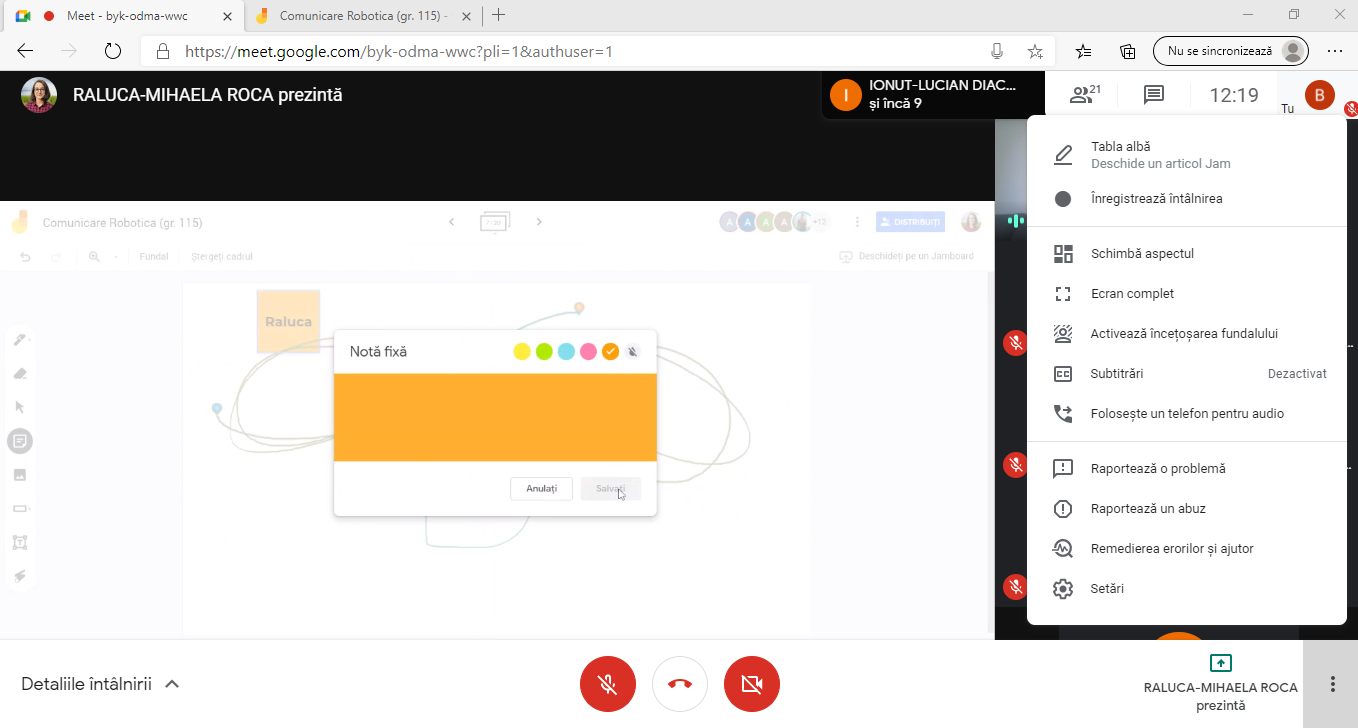 Meet - byk-odma-wwc
Comunicare Robotica (gr. 115) -
https://meet.google.com/byk-odma-wwc?pli=1&authuser=1
Nu se sincronizează
RALUCA-MIHAELA ROCA prezintă
I
IONUT-LUCIAN DIAC...
și încă 9
21
12:19
Tu
B
Tabla albă
Deschide un articol Jam
Înregistrează întâlnirea
Schimbă aspectul
Ecran complet
Activează încețoșarea fundalului
Subtitrări
Dezactivat
Folosește un telefon pentru audio
Raportează o problemă
Raportează un abuz
Remedierea erorilor și ajutor
Setări
Comunicare Robotica (gr. 115)
A A A A +12
DISTRIBUIȚI
Fundal
Ștergeți cadrul
Deschideți pe un Jamboard
Raluca
Notă fixă
Anulați
Salvați
Detaliile întâlnirii
RALUCA-MIHAELA ROCA
prezintă